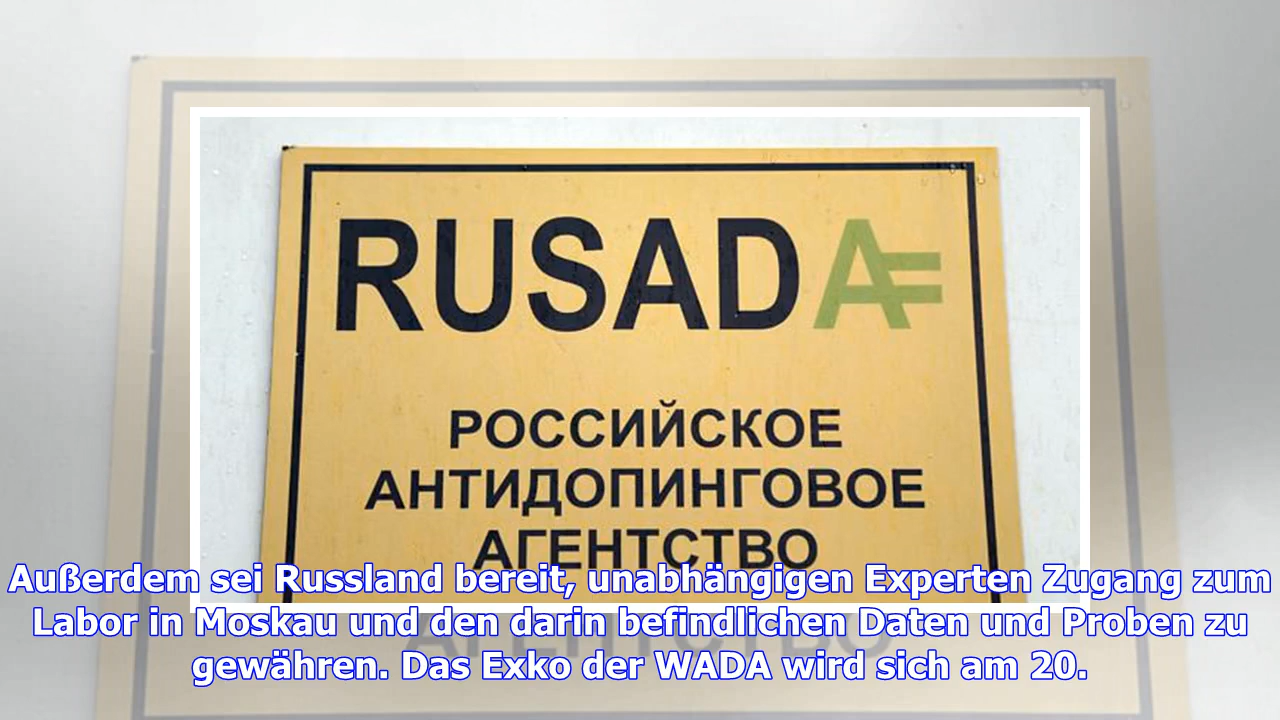 RUSADA
РОССИЙСКОЕ
АНТИДОПИНГОВОЕ
АГЕНТСТВО
Außerdem sei Russland bereit, unabhängigen Experten Zugang zum
Labor in Moskau und den darin befindlichen Daten und Proben zu
gewähren. Das Exko der WADA wird sich am 20.